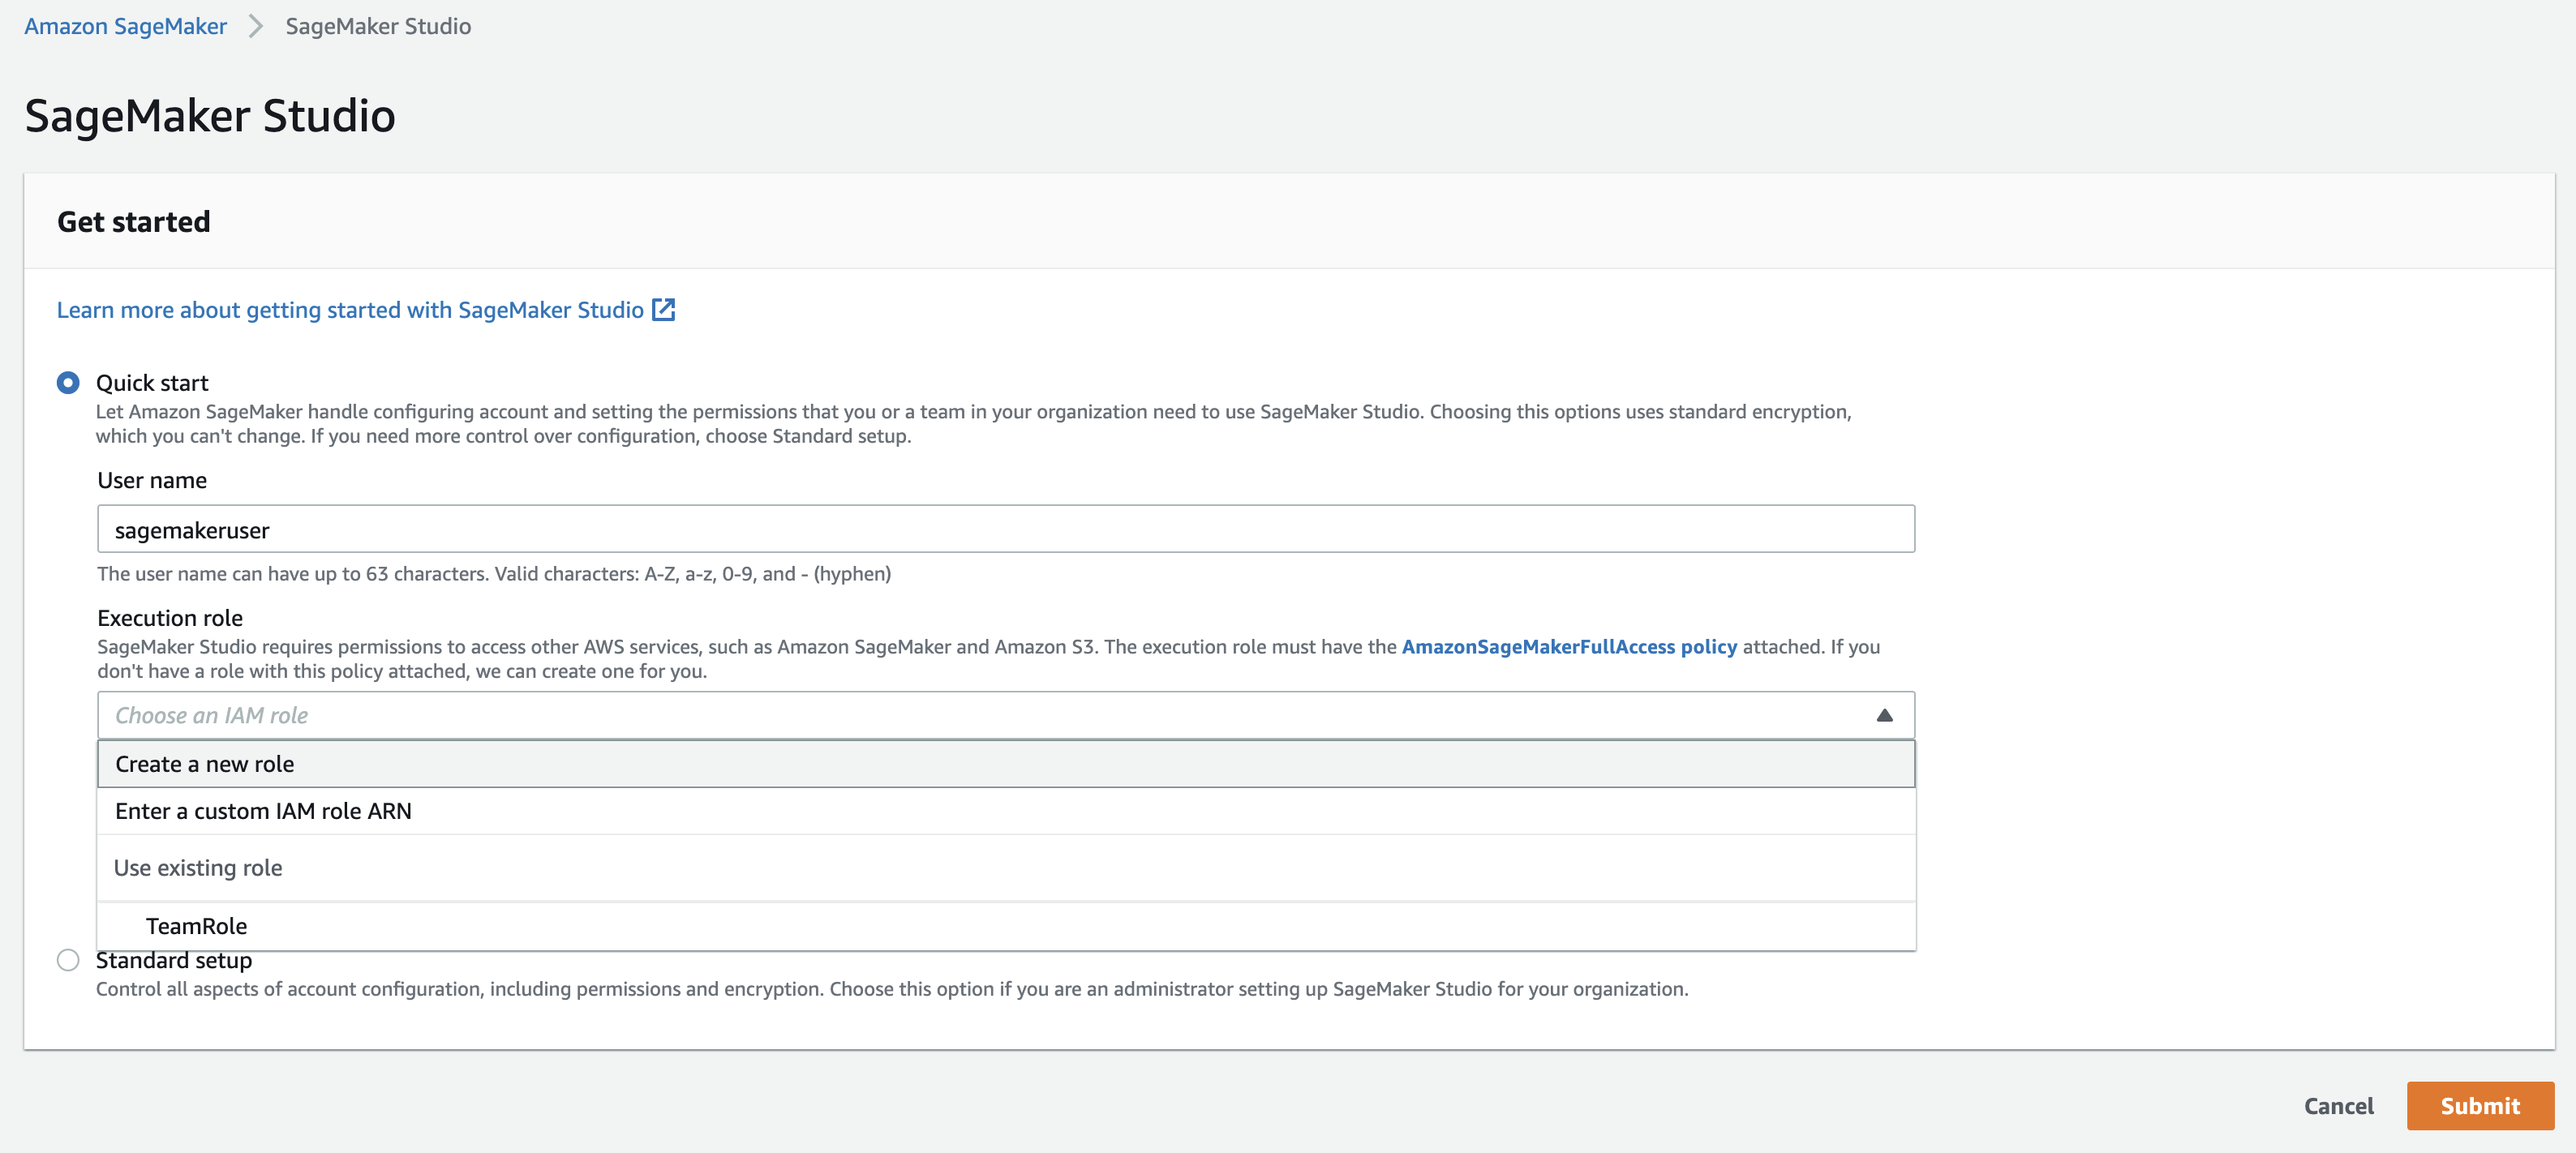 Amazon SageMaker > SageMaker Studio
SageMaker Studio
Get started
Learn more about getting started with SageMaker Studio
Quick start
Let Amazon SageMaker handle configuring account and setting the permissions that you or a team in your organization need to use SageMaker Studio. Choosing this options uses standard encryption,
which you can't change. If you need more control over configuration, choose Standard setup.
User name
sagemakeruser
The user name can have up to 63 characters. Valid characters: A-Z, a-z, 0-9, and - (hyphen)
Execution role
SageMaker Studio requires permissions to access other AWS services, such as Amazon SageMaker and Amazon S3. The execution role must have the AmazonSageMakerFullAccess policy attached. If you
don't have a role with this policy attached, we can create one for you.
Choose an IAM role
Create a new role
Enter a custom IAM role ARN
Use existing role
TeamRole
Standard setup
Control all aspects of account configuration, including permissions and encryption. Choose this option if you are an administrator setting up SageMaker Studio for your organization.
Cancel Submit